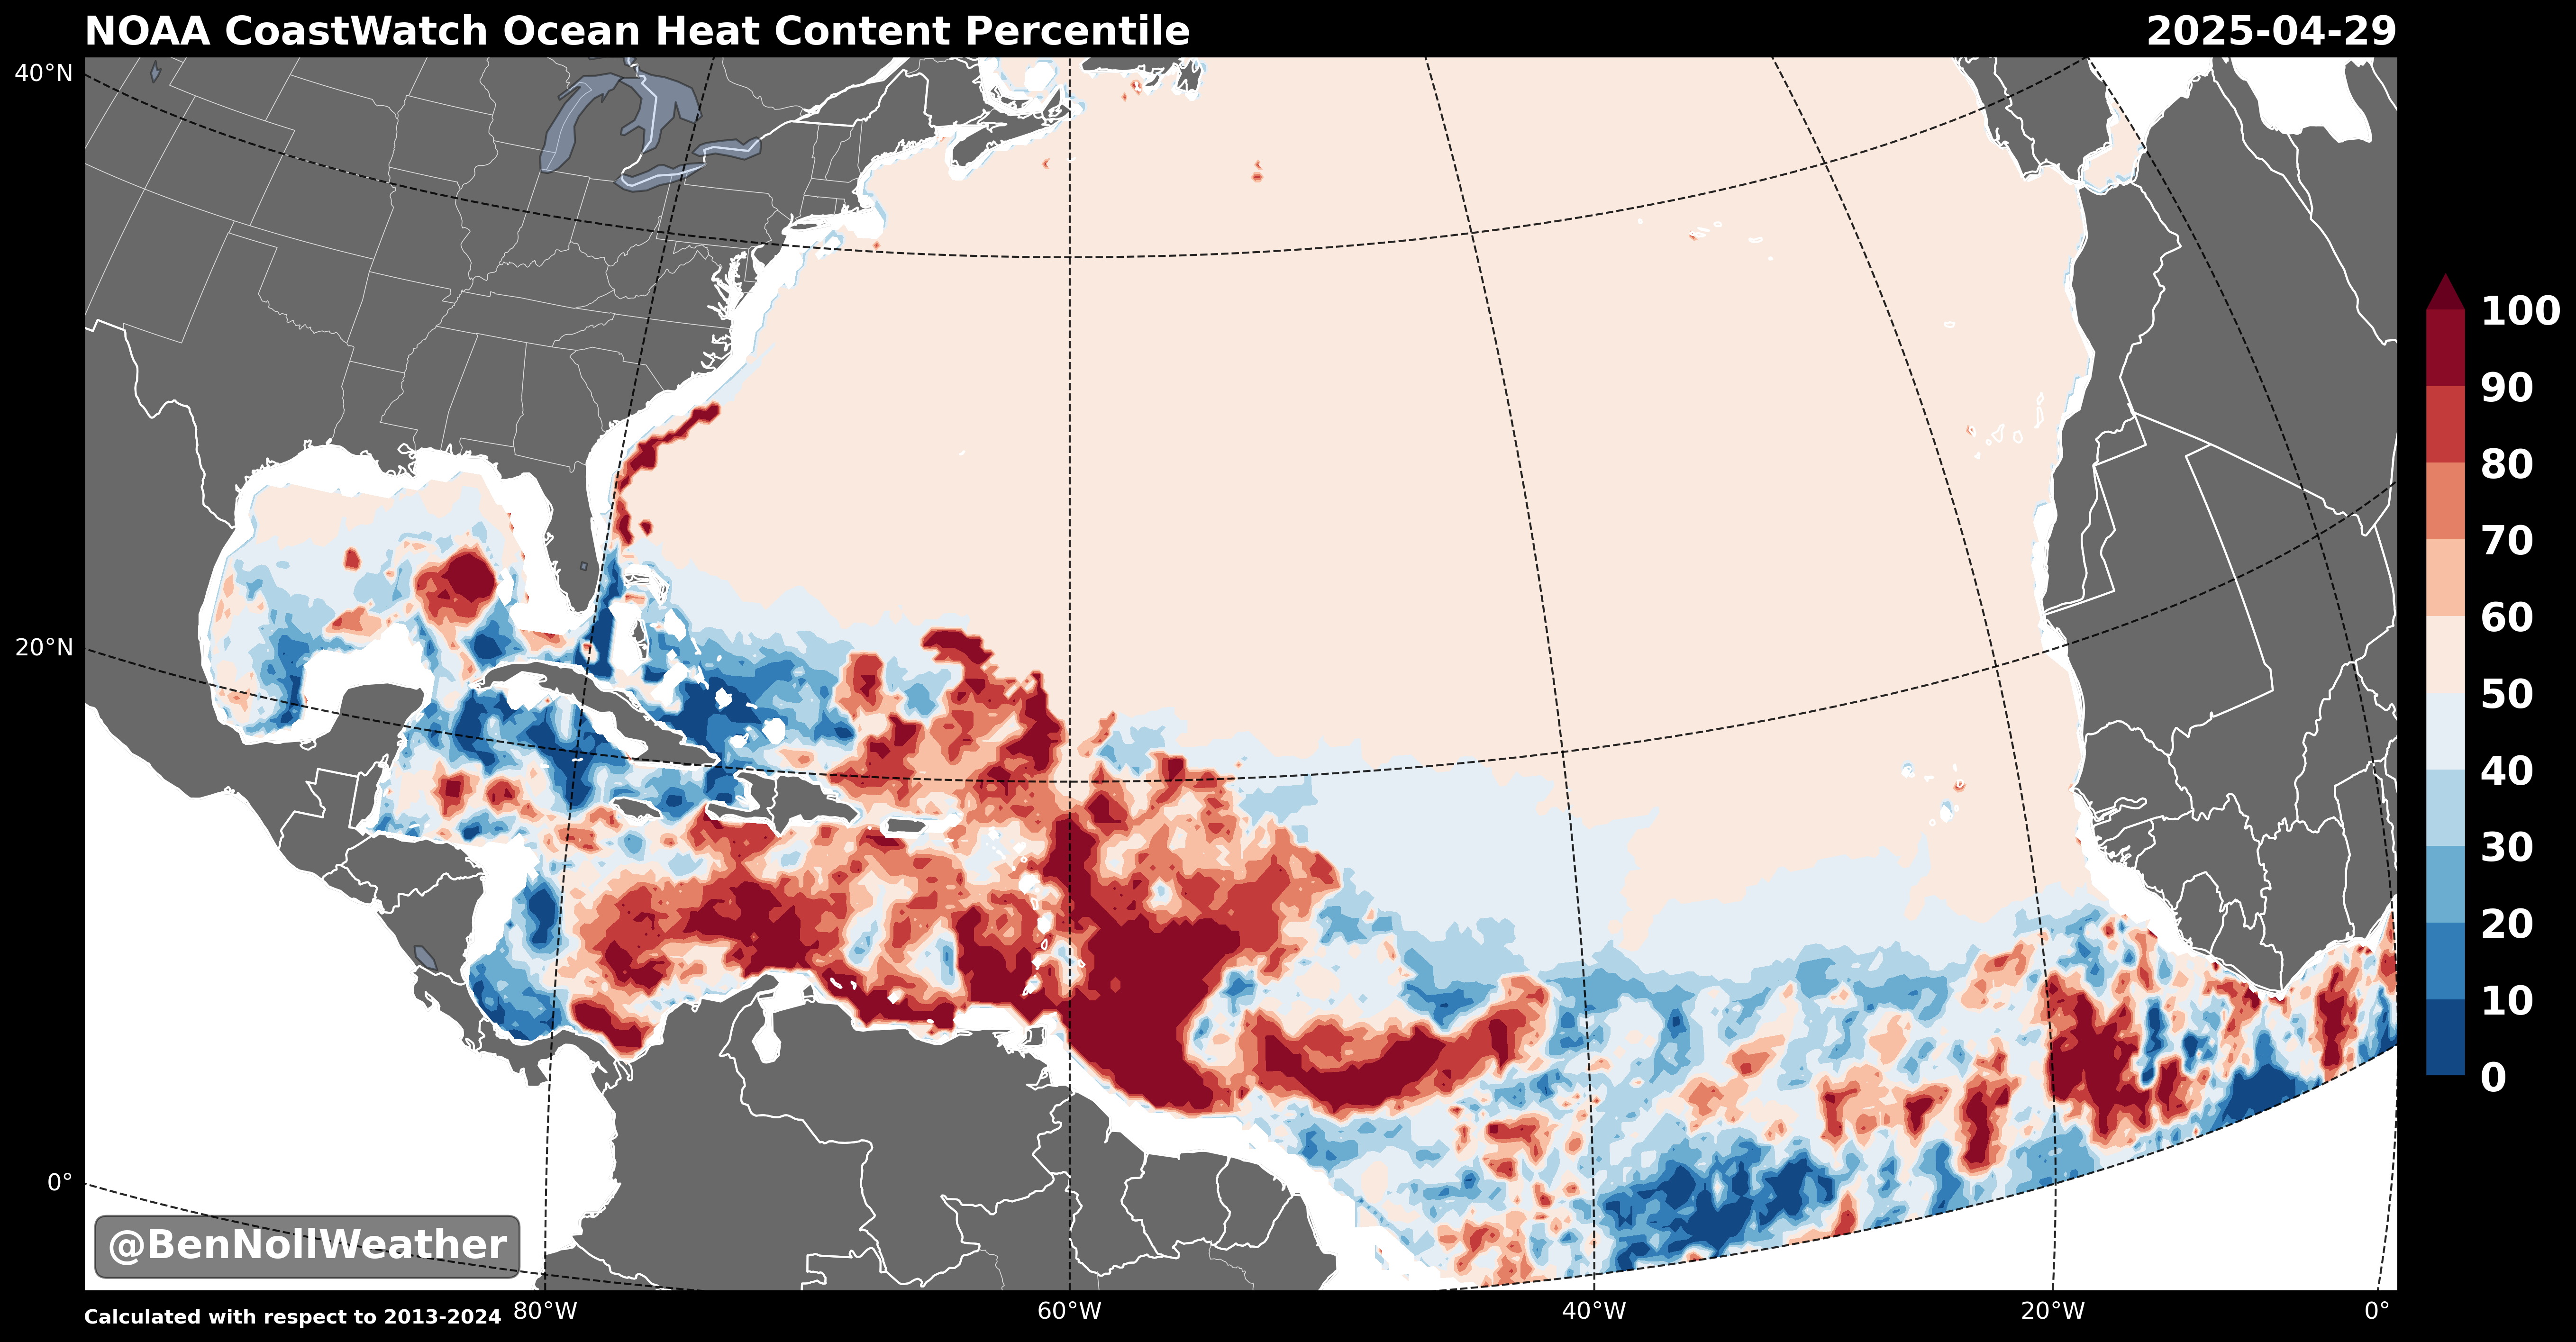 NOAA CoastWatch Ocean Heat Content Percentile
2025-04-29
40°N
20°N
0°
100
90
80
70
60
50
40
30
20
10
0
@BenNollWeather
Calculated with respect to 2013-2024
80°W
60°W
40°W
20°W
0°